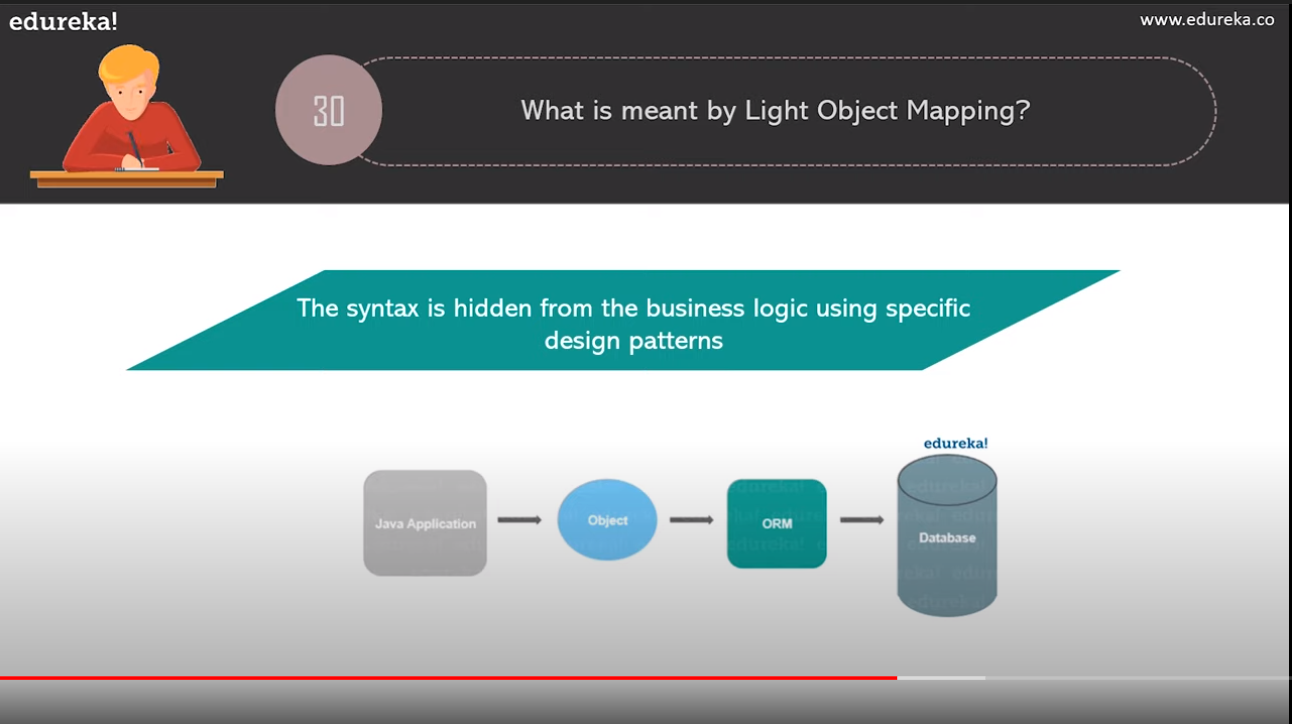 edureka!
www.edureka.co
30
What is meant by Light Object Mapping?
The syntax is hidden from the business logic using specific
design patterns
edureka!
Java Application
Object
ORM
Database